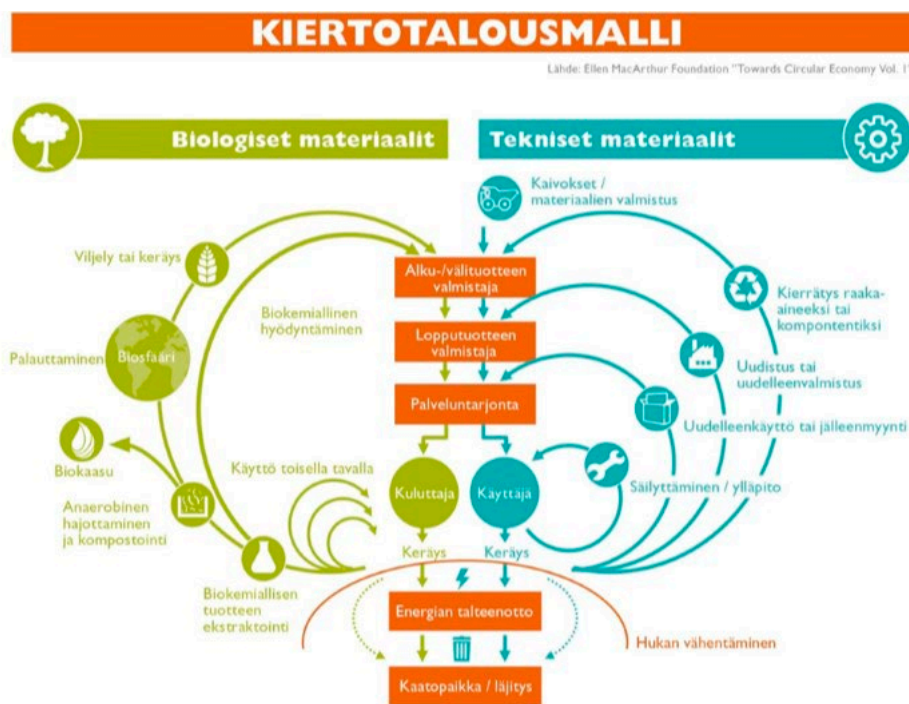 KIERTOTALOUSMALLI
Lähde: Ellen MacArthur Foundation "Towards Circular Economy Vol. 1"
Biologiset materiaalit
Tekniset materiaalit
Kaivokset /
materiaalien valmistus
Viljely tai keräys
Alku-/välituotteen
valmistaja
Kierrätys raaka-
aineeksi tai
kompontentiksi
Biokemiallinen
hyödyntäminen
Lopputuotteen
valmistaja
Palauttaminen
Biosfääri
Uudistus tai
uudelleenvalmistus
Palveluntarjonta
Uudelleenkäyttö tai jälleenmyynti
Käyttö toisella tavalla
Biokaasu
Kuluttaja
Käyttäjä
Säilyttäminen / ylläpito
Anaerobinen
hajottaminen
ja kompostointi
Keräys
Keräys
Biokemiallisen
tuotteen
ekstraktointi
Energian talteenotto
Hukan vähentäminen
Kaatopaikka / läjitys